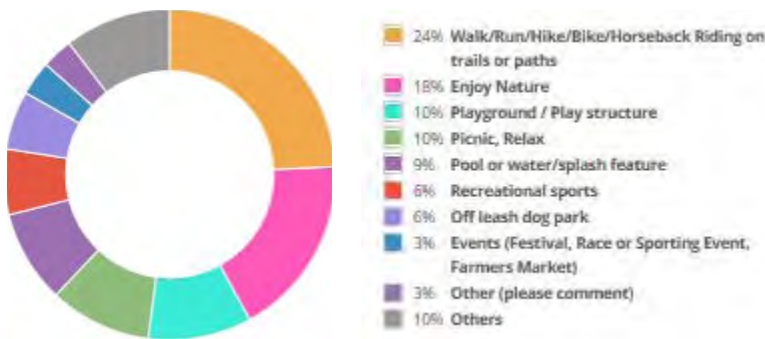 24% Walk/Run/Hike/Bike/Horseback Riding on
trails or paths
18% Enjoy Nature
10% Playground / Play structure
10% Picnic, Relax
9% Pool or water/splash feature
6% Recreational sports
6% Off leash dog park
3% Events (Festival, Race or Sporting Event,
Farmers Market)
3% Other (please comment)
10% Others